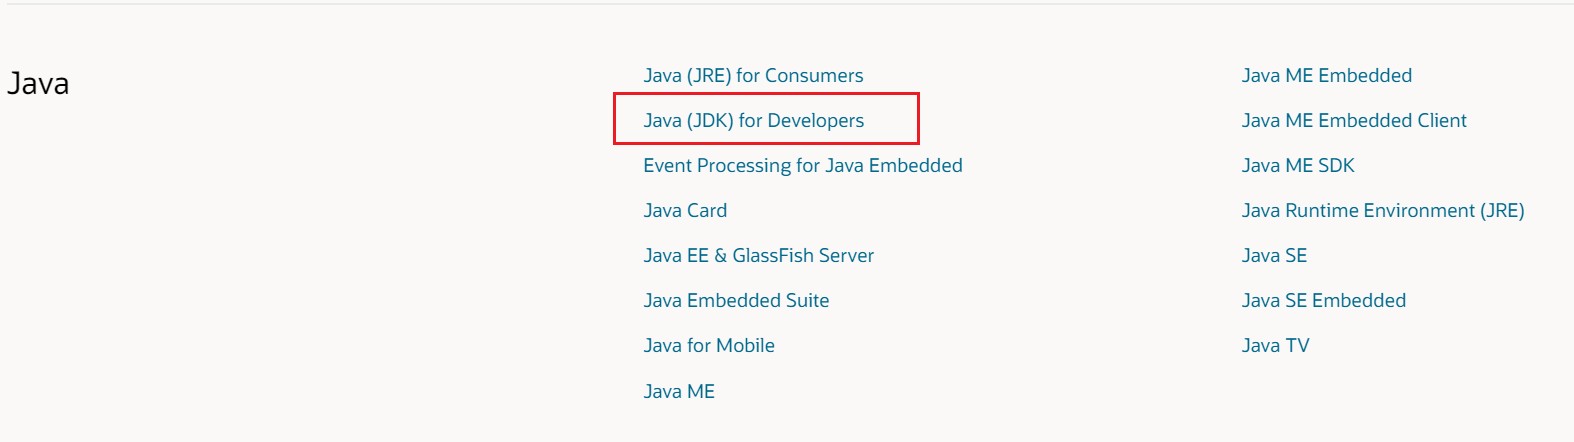 Java
Java (JRE) for Consumers
Java (JDK) for Developers
Event Processing for Java Embedded
Java Card
Java EE & GlassFish Server
Java Embedded Suite
Java for Mobile
Java ME
Java ME Embedded
Java ME Embedded Client
Java ME SDK
Java Runtime Environment (JRE)
Java SE
Java SE Embedded
Java TV